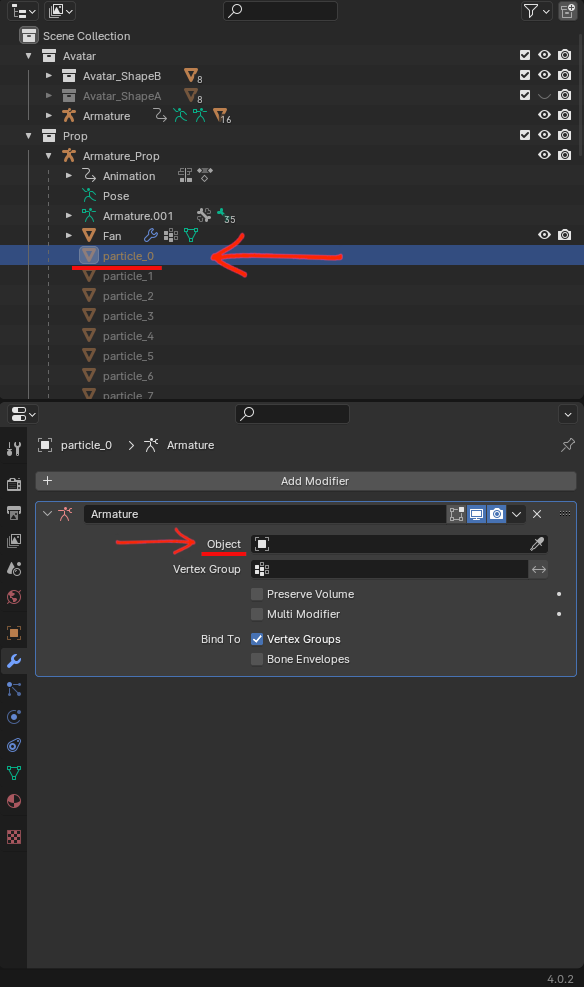 Scene Collection
Avatar
Avatar_ShapeB 8
Avatar_ShapeA 8
Armature 16
Prop
Armature_Prop
Animation
Pose
Armature.001 35
Fan
particle_0
particle_1
particle_2
particle_3
particle_4
particle_5
particle_6
particle_7
particle_0 > Armature
+ Add Modifier
Armature
Object
Vertex Group
Preserve Volume
Multi Modifier
Bind To Vertex Groups
Bone Envelopes
4.0.2